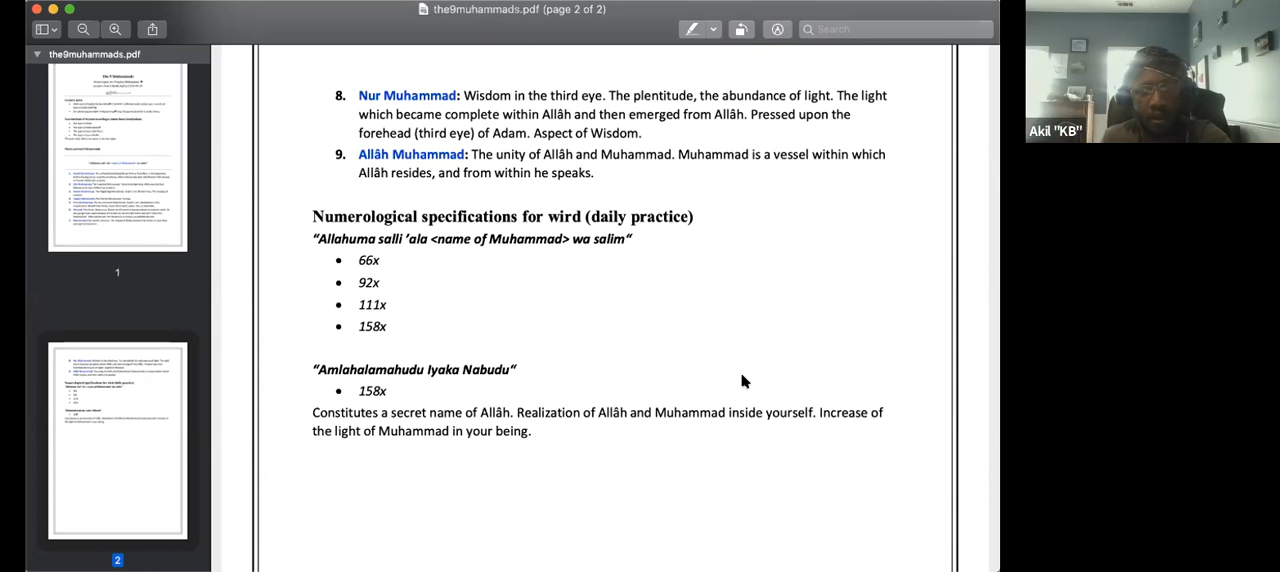 the9muhammads.pdf (page 2 of 2)
Search
the9muhammads.pdf
1
2
8. Nur Muhammad: Wisdom in the third eye. The plentitude, the abundance of light. The light
which became complete within Allâh and then emerged from Allâh. Pressed upon the
forehead (third eye) of Adam. Aspect of Wisdom.
9. Allâh Muhammad: The unity of Allâh and Muhammad. Muhammad is a vessel within which
Allâh resides, and from within he speaks.
Numological specifications for wird (daily practice)
“Allahuma salli ’ala <name of Muhammad> wa salim“
• 66x
• 92x
• 111x
• 158x
“Amlahalamahudu Iyaka Nabudu“
• 158x
Constitutes a secret name of Allâh. Realization of Allâh and Muhammad inside yourself. Increase of
the light of Muhammad in your being.
Akil "KB"